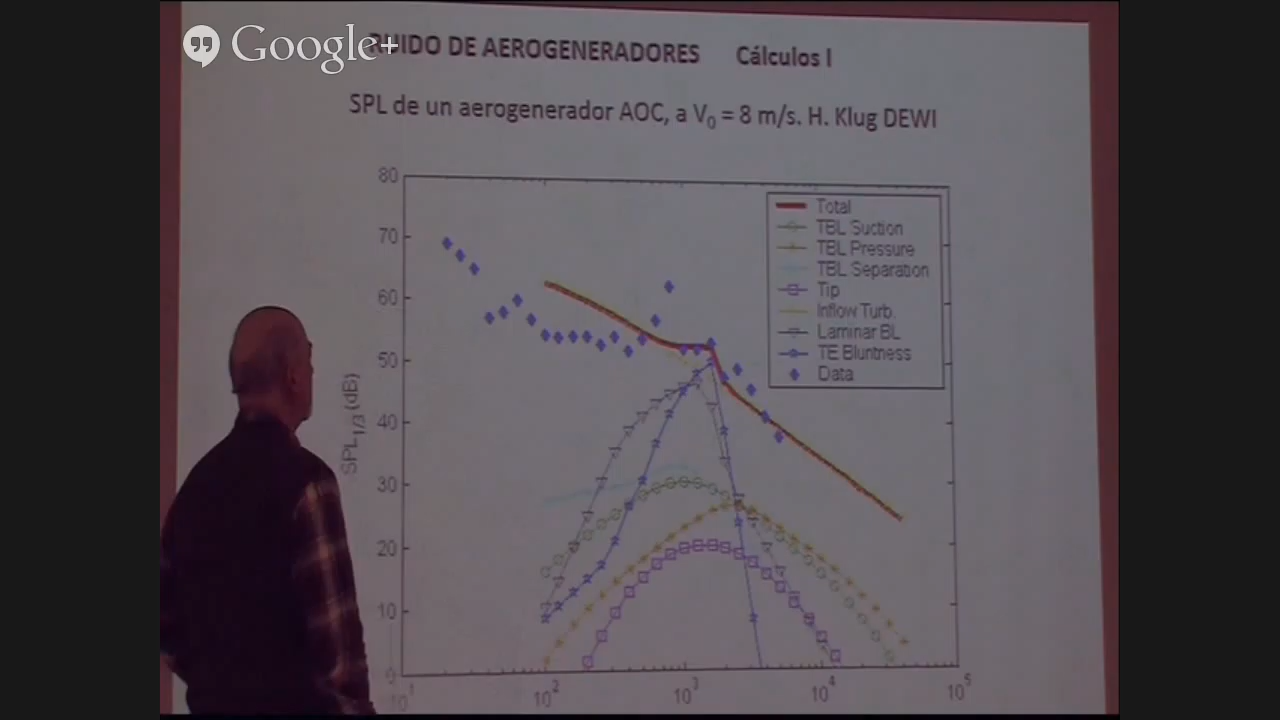 Google+
RUIDO DE AEROGENERADORES Cálculos I
SPL de un aerogenerador AOC, a V₀ = 8 m/s. H. Klug DEWI
80
70
60
50
40
30
20
10
0
SPL₁/₃ (dB)
Total
TBL Suction
TBL Pressure
TBL Separation
Tip
Inflow Turb.
Laminar BL
TE Bluntness
Data
10¹
10²
10³
10⁴
10⁵